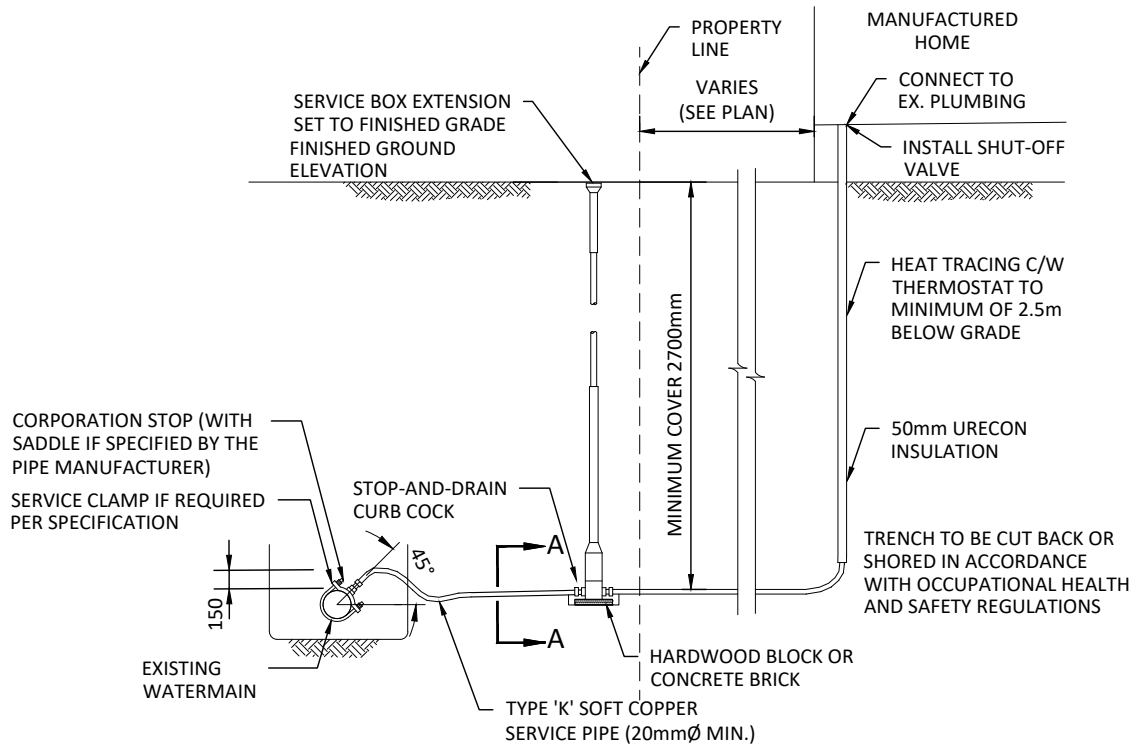 PROPERTY
LINE
MANUFACTURED
HOME
VARIES
(SEE PLAN)
CONNECT TO
EX. PLUMBING
SERVICE BOX EXTENSION
SET TO FINISHED GRADE
FINISHED GROUND
ELEVATION
INSTALL SHUT-OFF
VALVE
HEAT TRACING C/W
THERMOSTAT TO
MINIMUM OF 2.5m
BELOW GRADE
MINIMUM COVER 2700mm
CORPORATION STOP (WITH
SADDLE IF SPECIFIED BY THE
PIPE MANUFACTURER)
50mm URECON
INSULATION
SERVICE CLAMP IF REQUIRED
PER SPECIFICATION
STOP-AND-DRAIN
CURB COCK
TRENCH TO BE CUT BACK OR
SHORED IN ACCORDANCE
WITH OCCUPATIONAL HEALTH
AND SAFETY REGULATIONS
A
45°
150
A
EXISTING
WATERMAIN
HARDWOOD BLOCK OR
CONCRETE BRICK
TYPE 'K' SOFT COPPER
SERVICE PIPE (20mmØ MIN.)